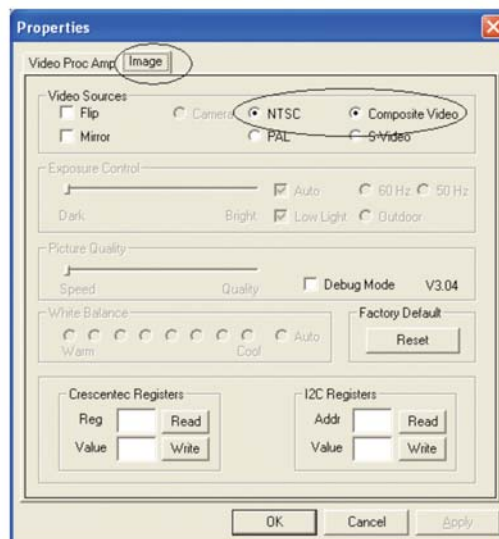 Properties
Video Proc Amp Image
Video Sources
Flip Camera NTSC Composite Video
Mirror PAL S-Video
Exposure Control
Auto 60 Hz 50 Hz
Dark Bright Low Light Outdoor
Picture Quality
Speed Quality Debug Mode V3.04
White Balance Factory Default
Auto Reset
Warm Cool
Crescentec Registers I2C Registers
Reg Read Addr Read
Value Write Value Write
OK Cancel Apply